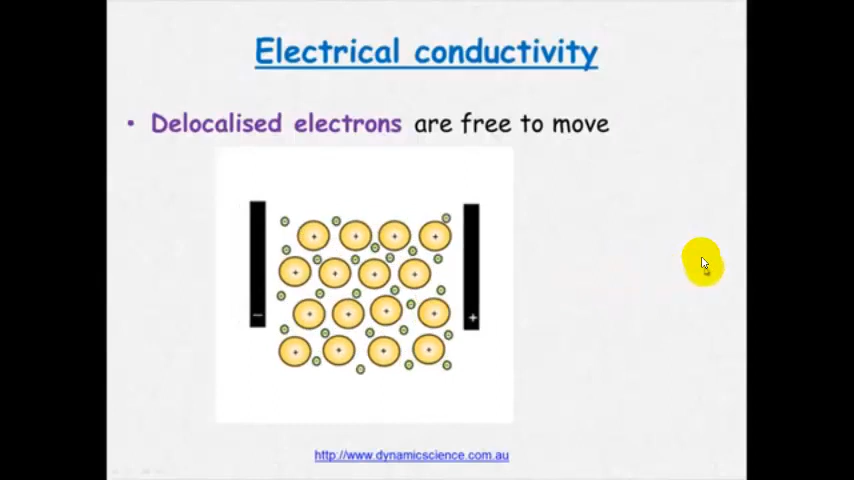 Electrical conductivity
• Delocalised electrons are free to move
− +
http://www.dynamicscience.com.au